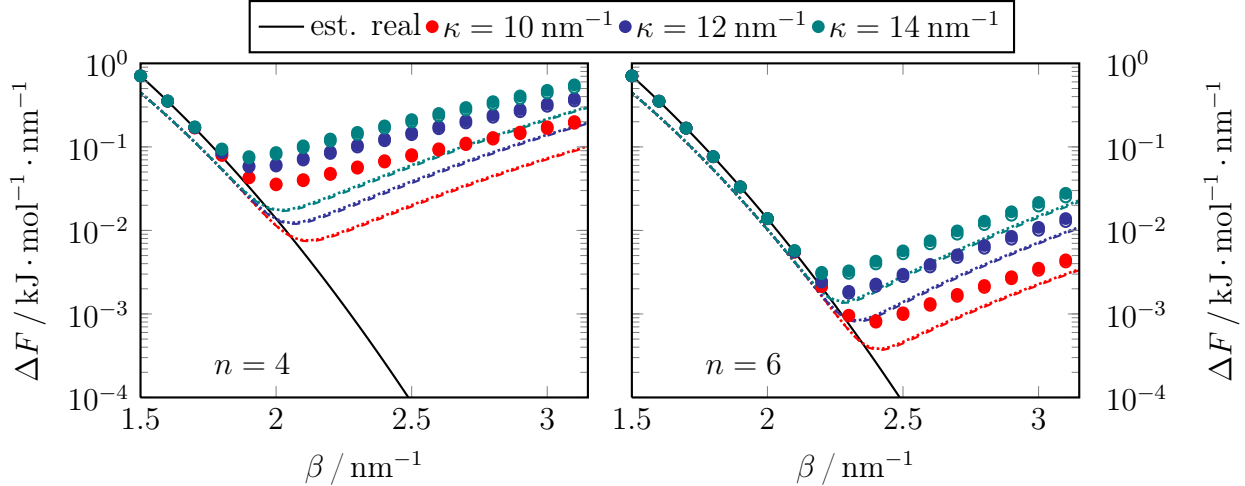 est. real κ = 10 nm⁻¹ κ = 12 nm⁻¹ κ = 14 nm⁻¹
10⁰
10⁻¹
10⁻²
10⁻³
10⁻⁴
ΔF / kJ·mol⁻¹·nm⁻¹
n = 4
1.5 2 2.5 3
β / nm⁻¹
n = 6
1.5 2 2.5 3
β / nm⁻¹
10⁰
10⁻¹
10⁻²
10⁻³
10⁻⁴
ΔF / kJ·mol⁻¹·nm⁻¹